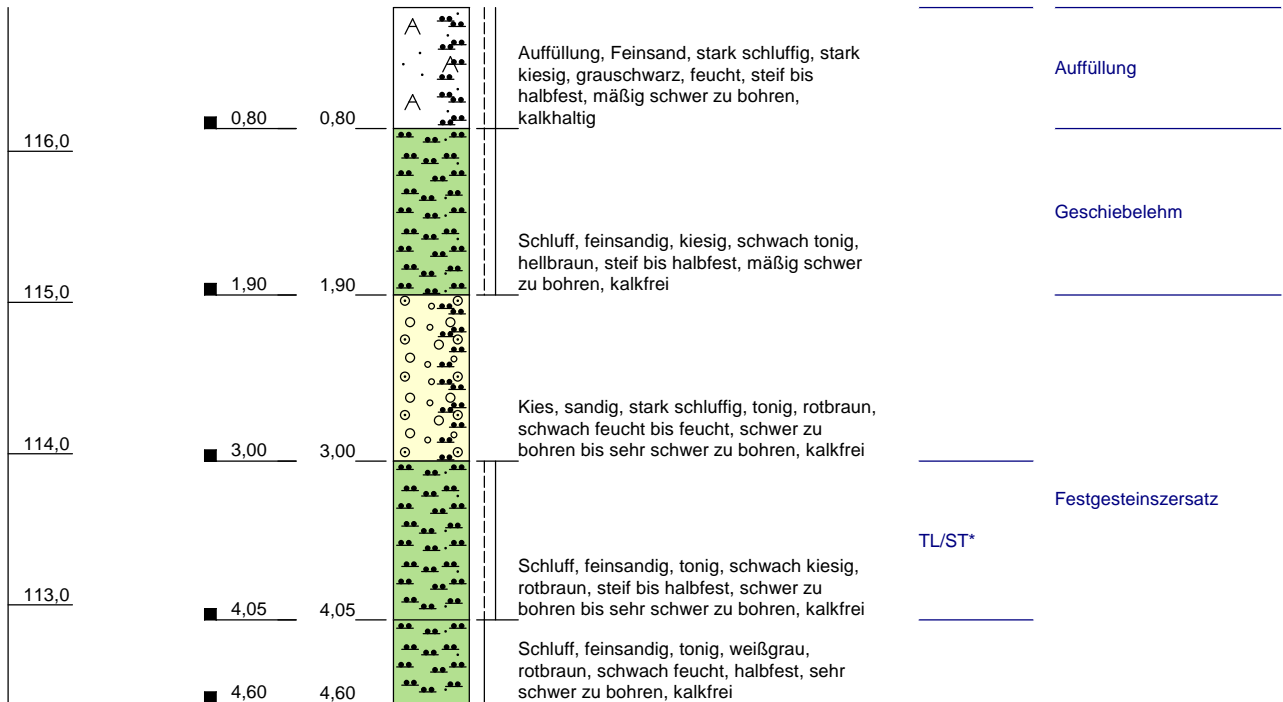 Auffüllung, Feinsand, stark schluffig, stark
kiesig, grauschwarz, feucht, steif bis
halbfest, mäßig schwer zu bohren,
kalkhaltig
Auffüllung
0,80 0,80
116,0
Geschiebelehm
Schluff, feinsandig, kiesig, schwach tonig,
hellbraun, steif bis halbfest, mäßig schwer
zu bohren, kalkfrei
1,90 1,90
115,0
Kies, sandig, stark schluffig, tonig, rotbraun,
schwach feucht bis feucht, schwer zu
bohren bis sehr schwer zu bohren, kalkfrei
3,00 3,00
114,0
Festgesteinszersatz
TL/ST*
Schluff, feinsandig, tonig, schwach kiesig,
rotbraun, steif bis halbfest, schwer zu
bohren bis sehr schwer zu bohren, kalkfrei
113,0
4,05 4,05
Schluff, feinsandig, tonig, weißgrau,
rotbraun, schwach feucht, halbfest, sehr
schwer zu bohren, kalkfrei
4,60 4,60